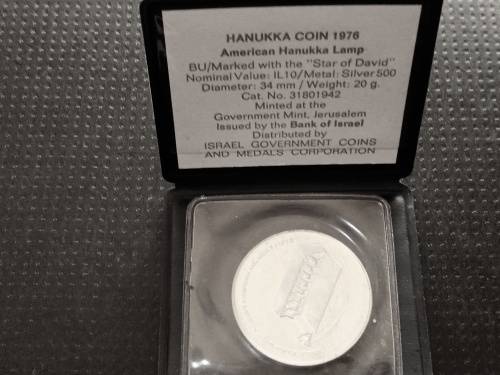 HANUKKA COIN 1976
American Hanukka Lamp
BU/Marked with the "Star of David"
Nominal Value: IL10/Metal: Silver 500
Diameter: 34 mm / Weight: 20 g.
Cat. No. 31801942
Minted at the
Government Mint, Jerusalem
Issued by the Bank of Israel
Distributed by
ISRAEL GOVERNMENT COINS
AND MEDALS CORPORATION